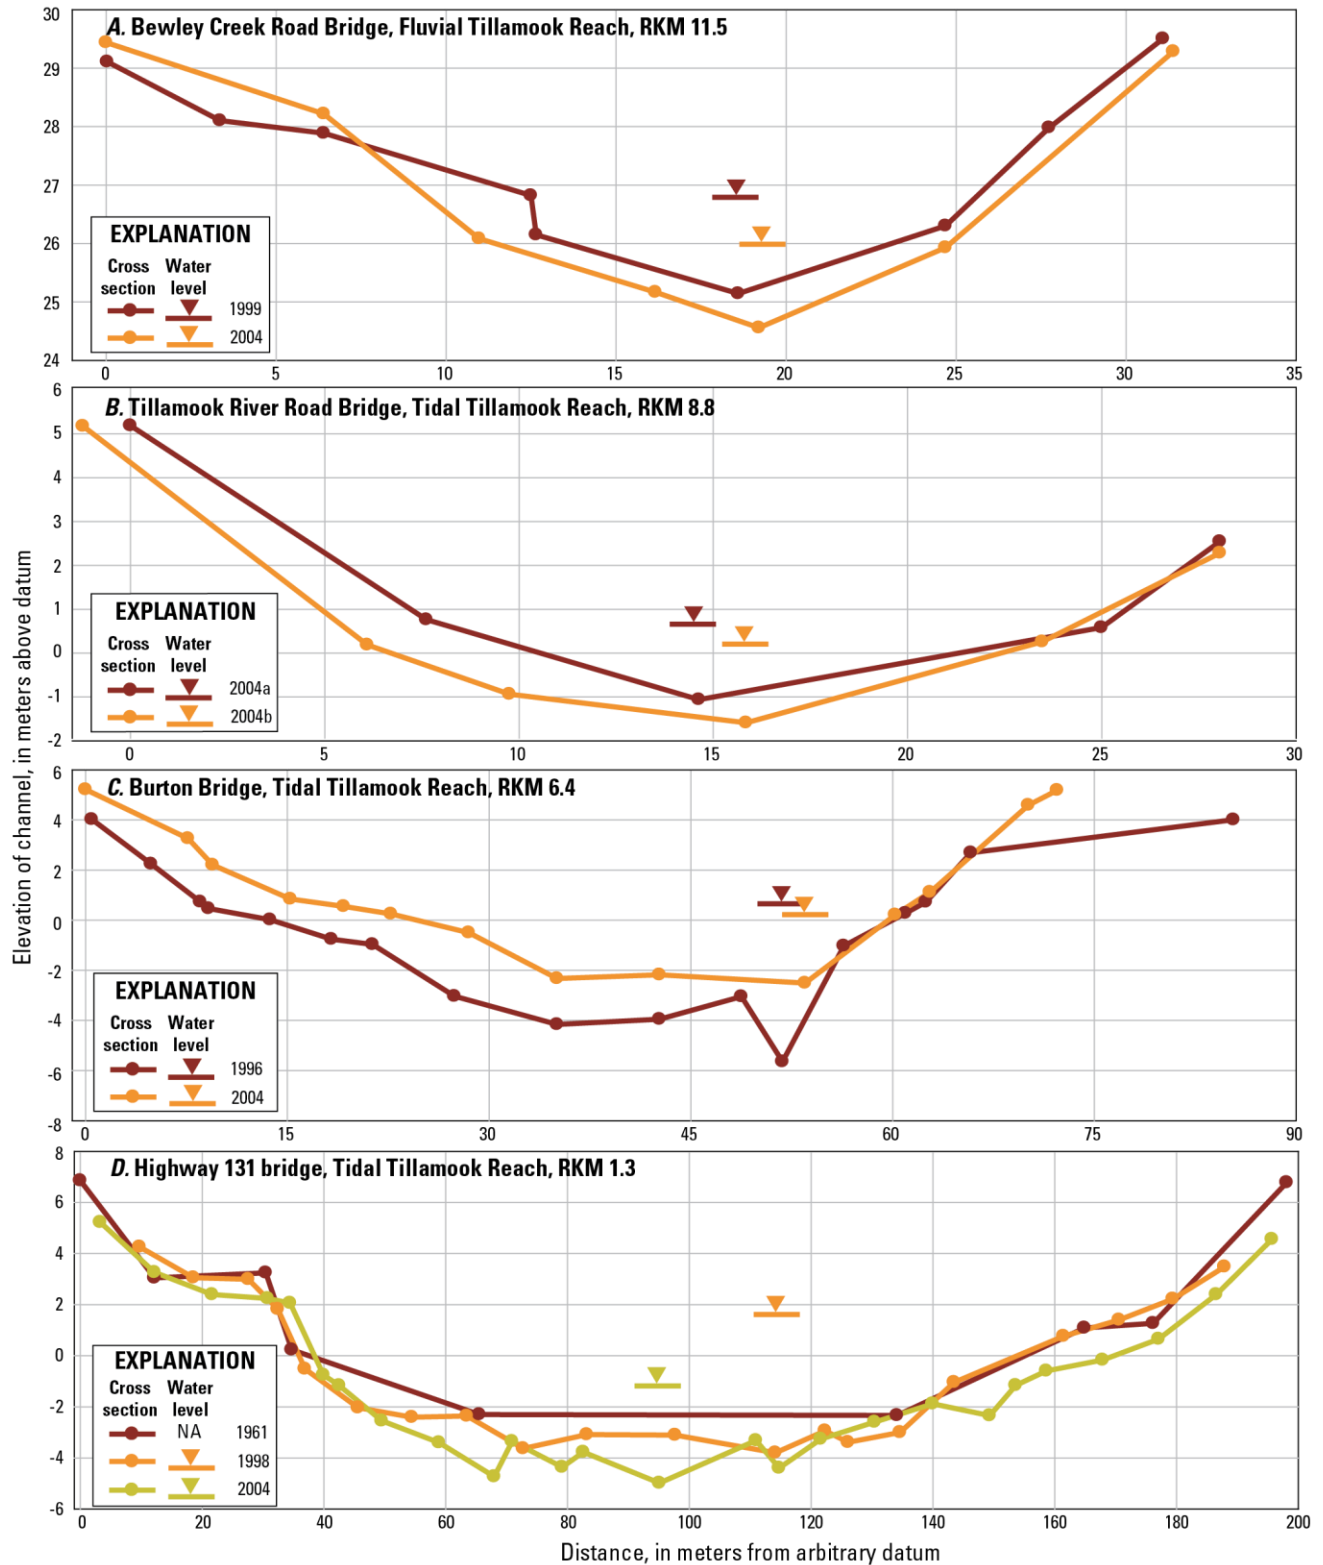 A. Bewley Creek Road Bridge, Fluvial Tillamook Reach, RKM 11.5
30
29
28
27
26
25
24
EXPLANATION
Cross section
Water level
1999
2004
0 5 10 15 20 25 30 35
B. Tillamook River Road Bridge, Tidal Tillamook Reach, RKM 8.8
6
5
4
3
2
1
0
-1
-2
EXPLANATION
Cross section
Water level
2004a
2004b
0 5 10 15 20 25 30
Elevation of channel, in meters above datum
C. Burton Bridge, Tidal Tillamook Reach, RKM 6.4
6
4
2
0
-2
-4
-6
-8
EXPLANATION
Cross section
Water level
1996
2004
0 15 30 45 60 75 90
D. Highway 131 bridge, Tidal Tillamook Reach, RKM 1.3
8
6
4
2
0
-2
-4
-6
EXPLANATION
Cross section
Water level
NA 1961
1998
2004
0 20 40 60 80 100 120 140 160 180 200
Distance, in meters from arbitrary datum